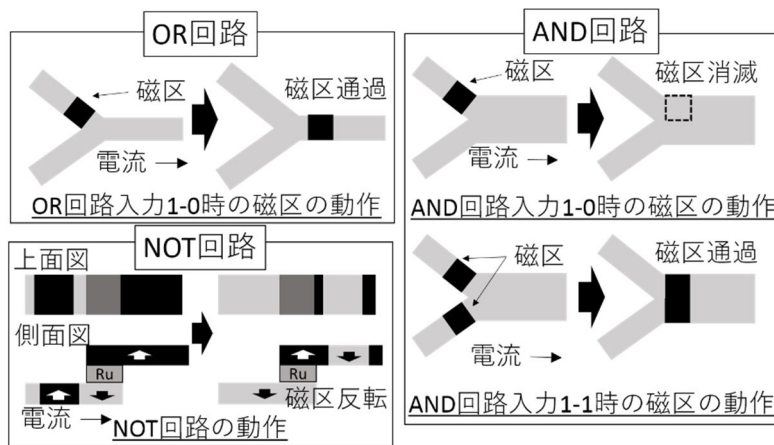 OR回路
磁区
磁区通過
電流
OR回路入力1-0時の磁区の動作
NOT回路
上面図
側面図
Ru
Ru
電流
磁区反転
NOT回路の動作
AND回路
磁区
磁区消滅
電流
AND回路入力1-0時の磁区の動作
磁区
磁区通過
電流
AND回路入力1-1時の磁区の動作